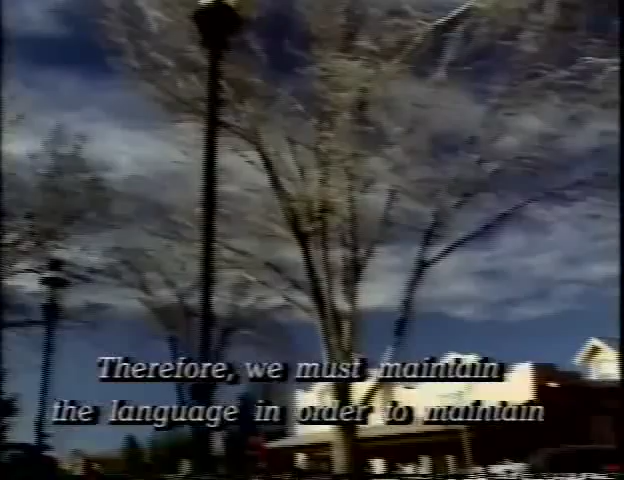 Therefore, we must maintain
the language in order to maintain